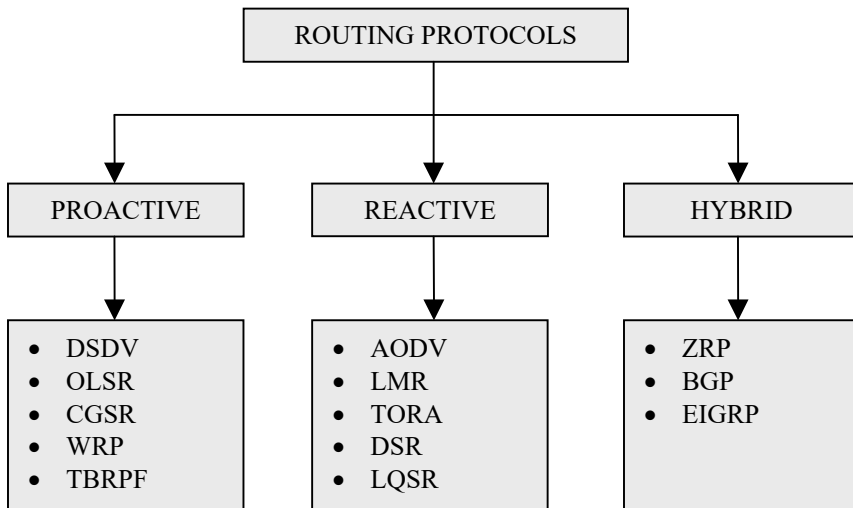 ROUTING PROTOCOLS
PROACTIVE
REACTIVE
HYBRID
• DSDV
• OLSR
• CGSR
• WRP
• TBRPF
• AODV
• LMR
• TORA
• DSR
• LQSR
• ZRP
• BGP
• EIGRP